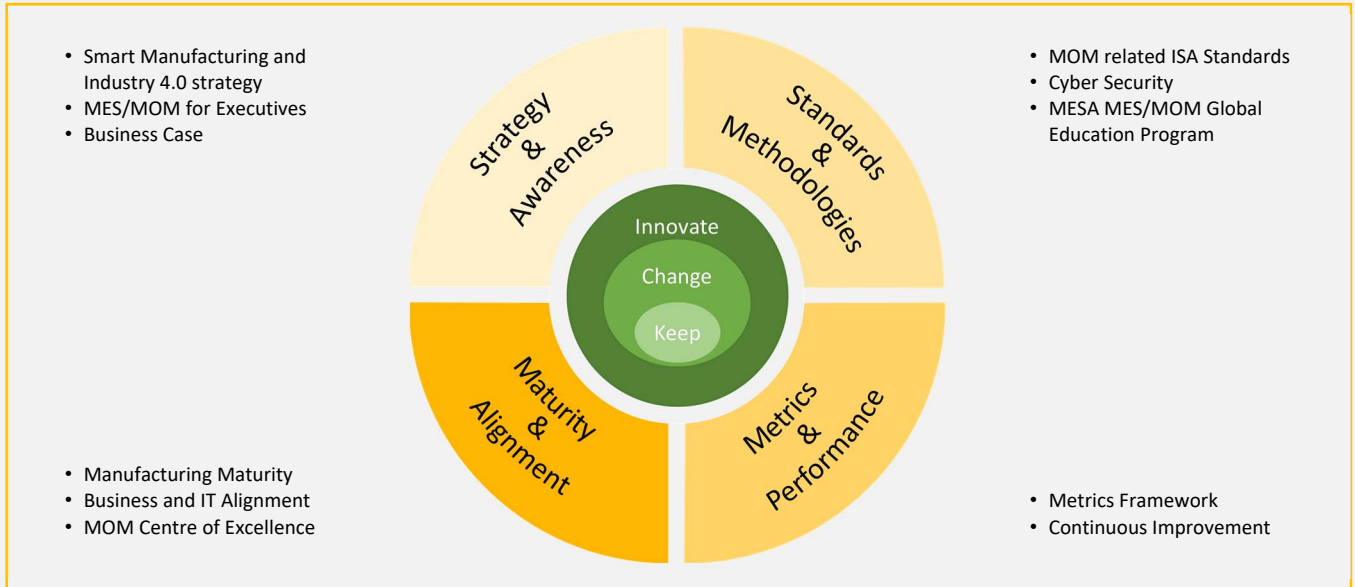 • Smart Manufacturing and
Industry 4.0 strategy
• MES/MOM for Executives
• Business Case
• MOM related ISA Standards
• Cyber Security
• MESA MES/MOM Global
Education Program
Strategy
&
Awareness
Standards
&
Methodologies
Innovate
Change
Keep
Maturity
&
Alignment
Metrics
&
Performance
• Manufacturing Maturity
• Business and IT Alignment
• MOM Centre of Excellence
• Metrics Framework
• Continuous Improvement